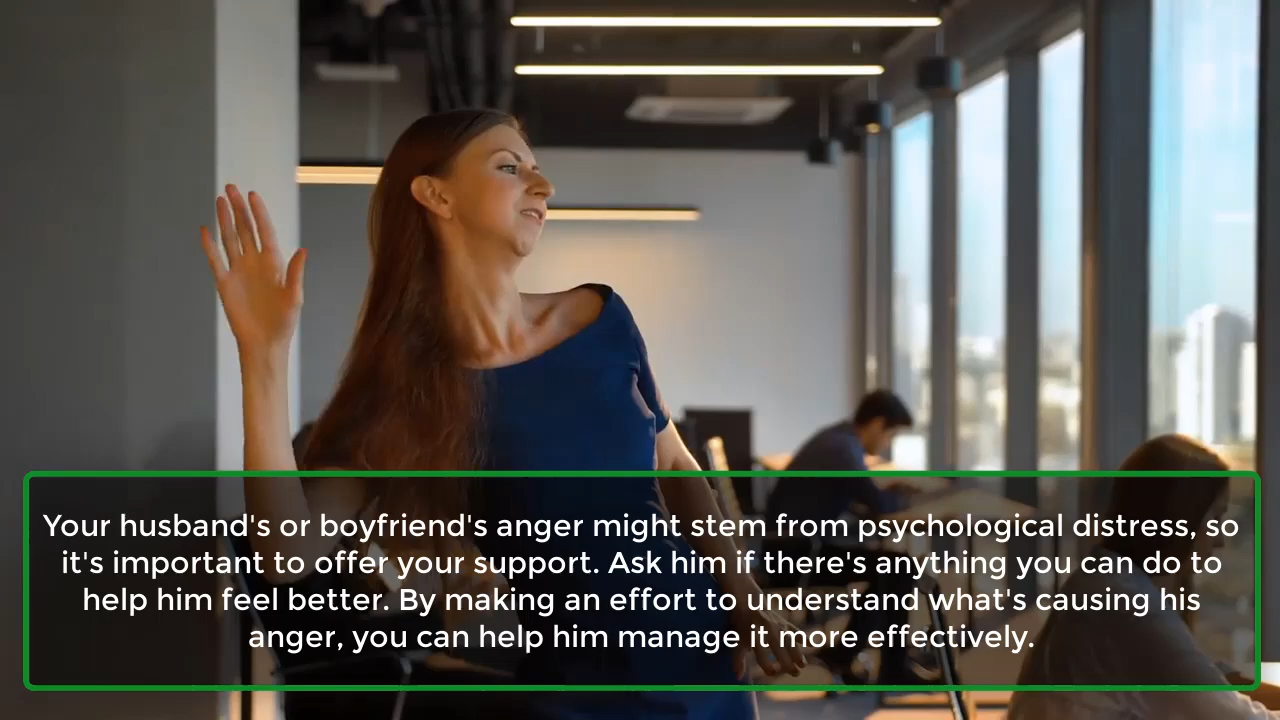 Your husband's or boyfriend's anger might stem from psychological distress, so
it's important to offer your support. Ask him if there's anything you can do to
help him feel better. By making an effort to understand what's causing his
anger, you can help him manage it more effectively.